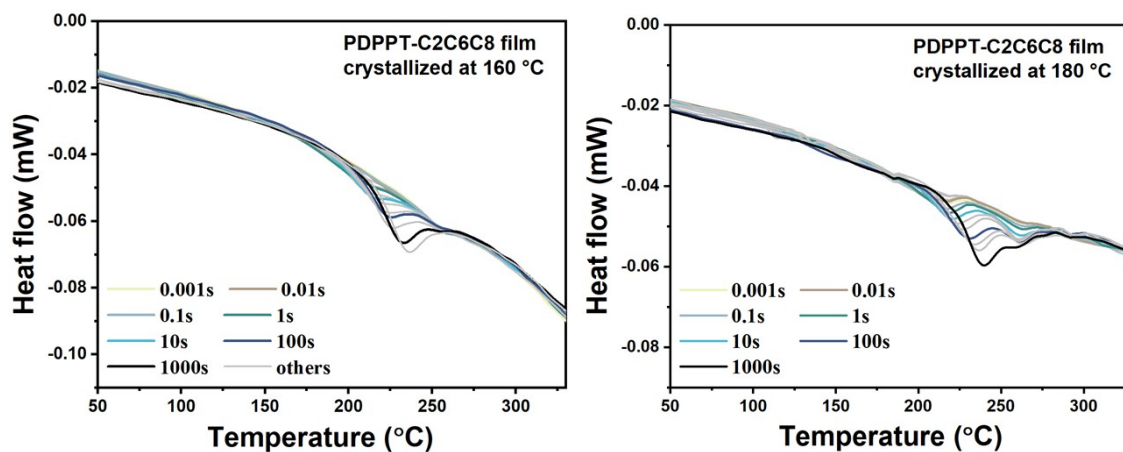 PDPPT-C2C6C8 film
crystallized at 160 °C
Heat flow (mW)
0.00
-0.02
-0.04
-0.06
-0.08
-0.10
0.001s 0.01s
0.1s 1s
10s 100s
1000s others
50 100 150 200 250 300
Temperature (°C)
PDPPT-C2C6C8 film
crystallized at 180 °C
Heat flow (mW)
0.00
-0.02
-0.04
-0.06
-0.08
0.001s 0.01s
0.1s 1s
10s 100s
1000s
50 100 150 200 250 300
Temperature (°C)